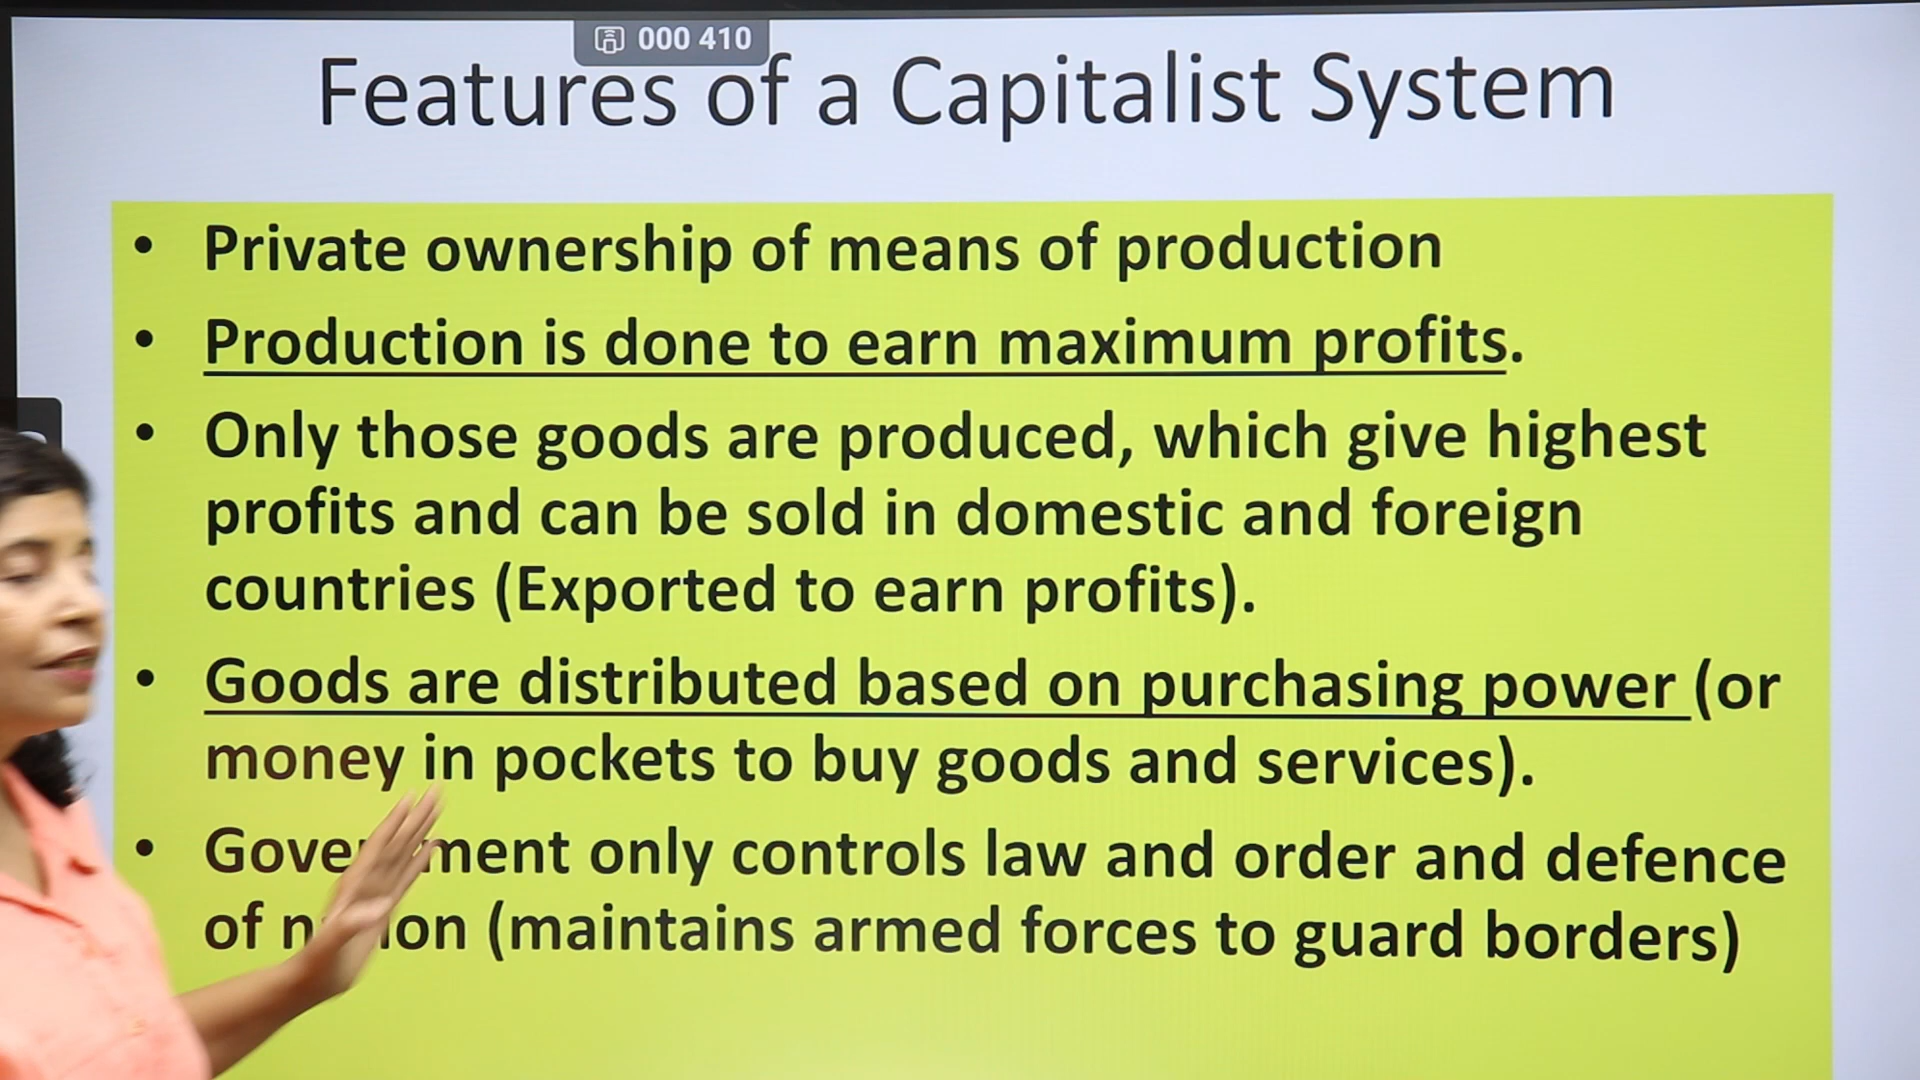 000 410
Features of a Capitalist System
• Private ownership of means of production
• Production is done to earn maximum profits.
• Only those goods are produced, which give highest
profits and can be sold in domestic and foreign
countries (Exported to earn profits).
• Goods are distributed based on purchasing power (or
money in pockets to buy goods and services).
• Government only controls law and order and defence
of nation (maintains armed forces to guard borders)